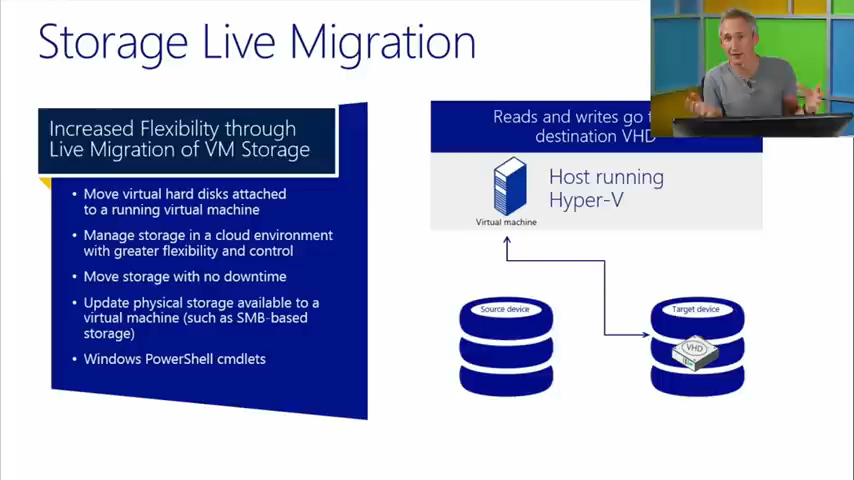 Storage Live Migration
Increased Flexibility through
Live Migration of VM Storage
• Move virtual hard disks attached
to a running virtual machine
• Manage storage in a cloud environment
with greater flexibility and control
• Move storage with no downtime
• Update physical storage available to a
virtual machine (such as SMB-based
storage)
• Windows PowerShell cmdlets
Reads and writes go
destination VHD
Host running
Hyper-V
Virtual machine
Source device
Target device
VHD